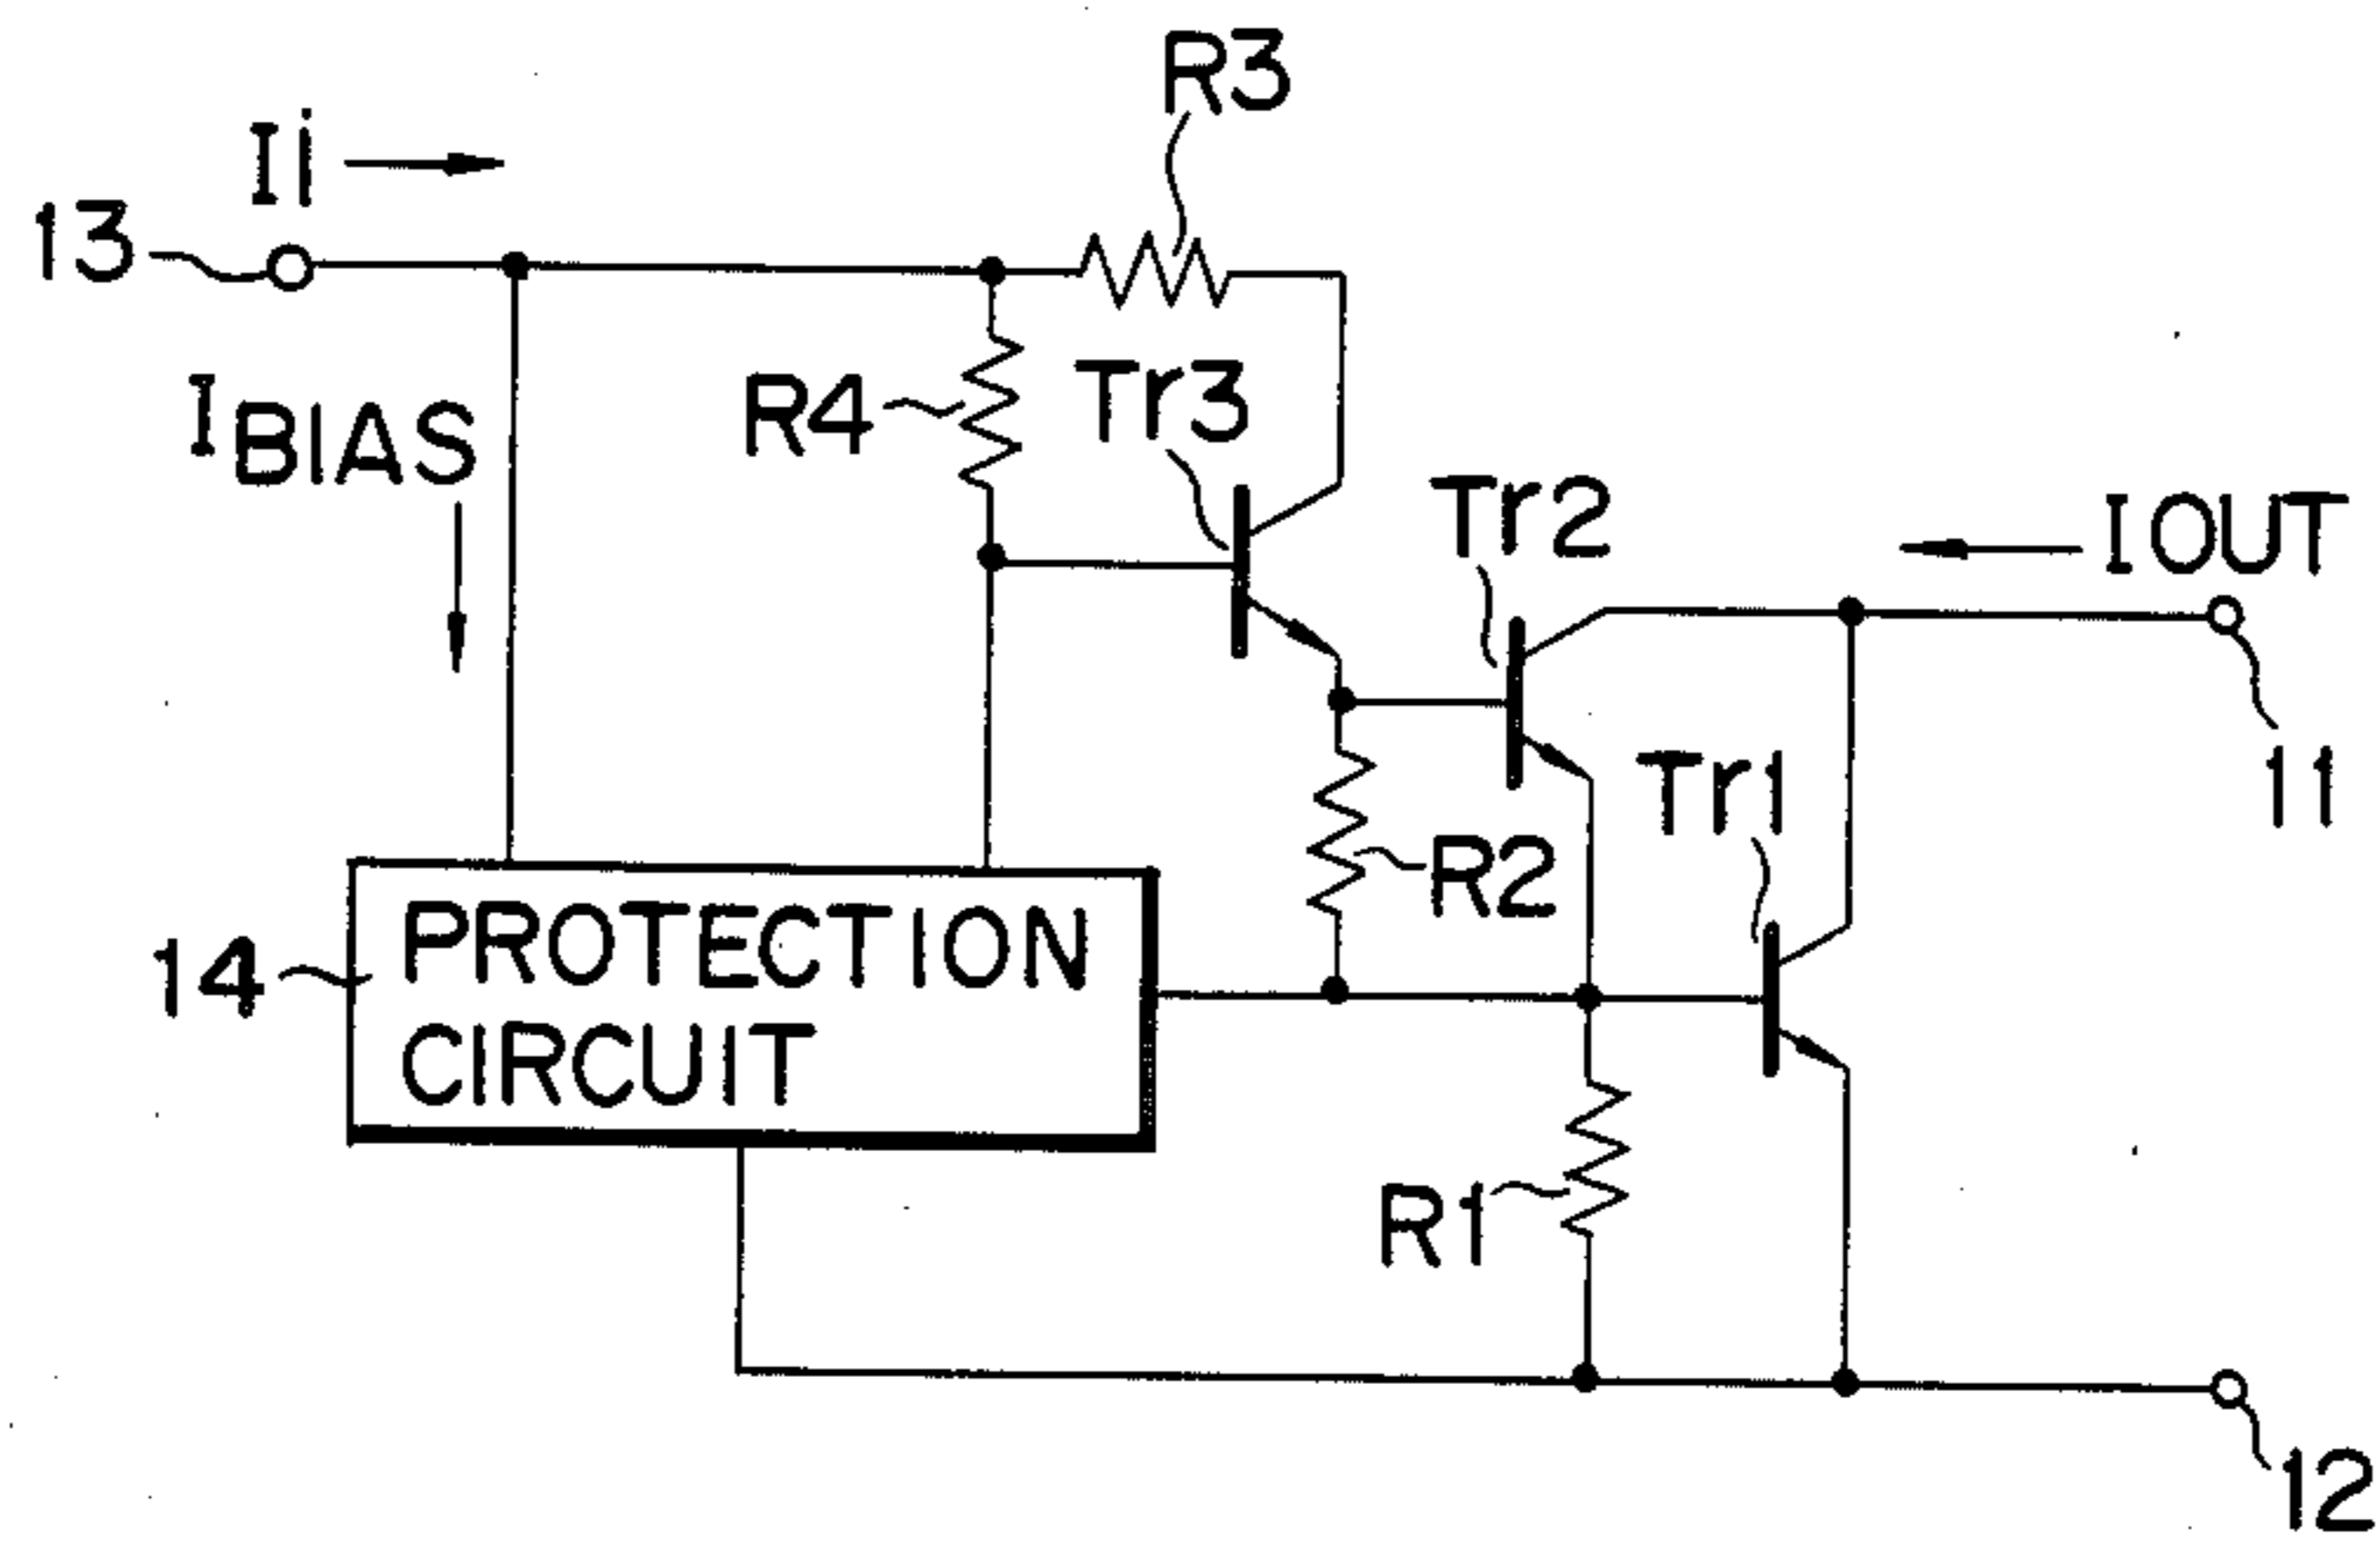 R3
Ii
13
IBIAS
R4
Tr3
Tr2
IOUT
11
Tr1
R2
14
PROTECTION
CIRCUIT
R1
12